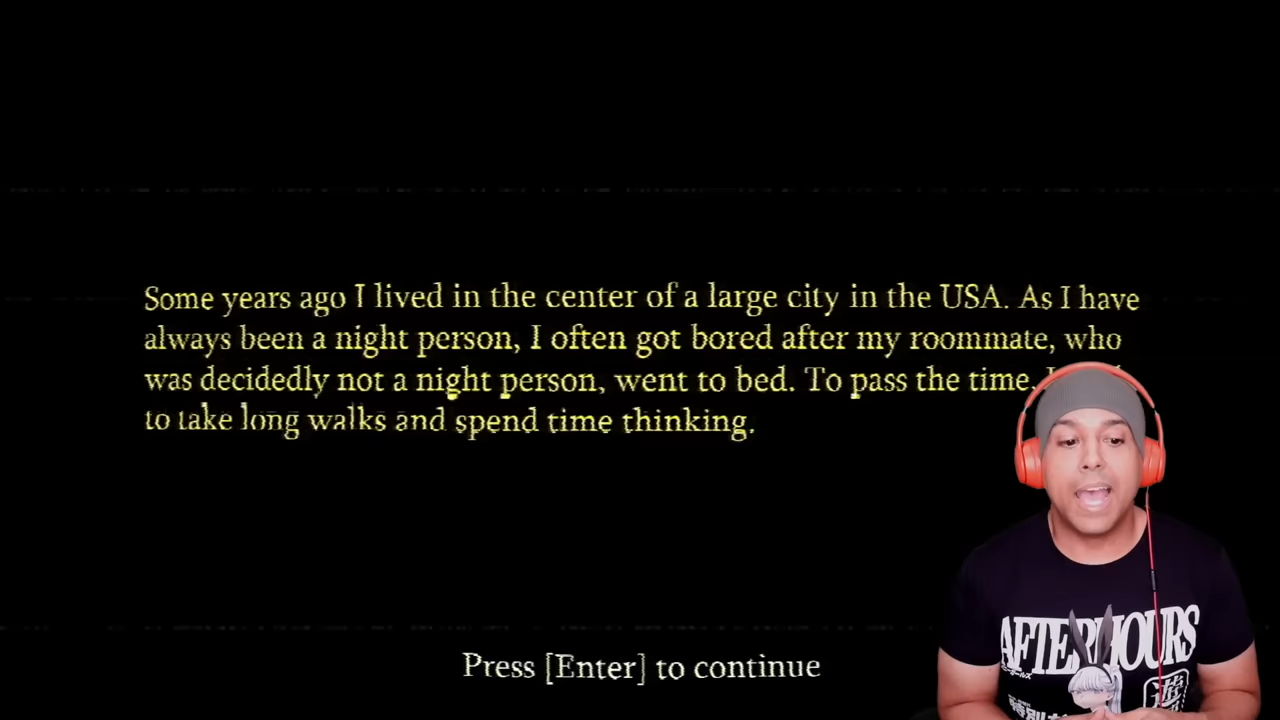 Some years ago I lived in the center of a large city in the USA. As I have
always been a night person, I often got bored after my roommate, who
was decidedly not a night person, went to bed. To pass the time,
to take long walks and spend time thinking.
Press [Enter] to continue
AFTERHOURS